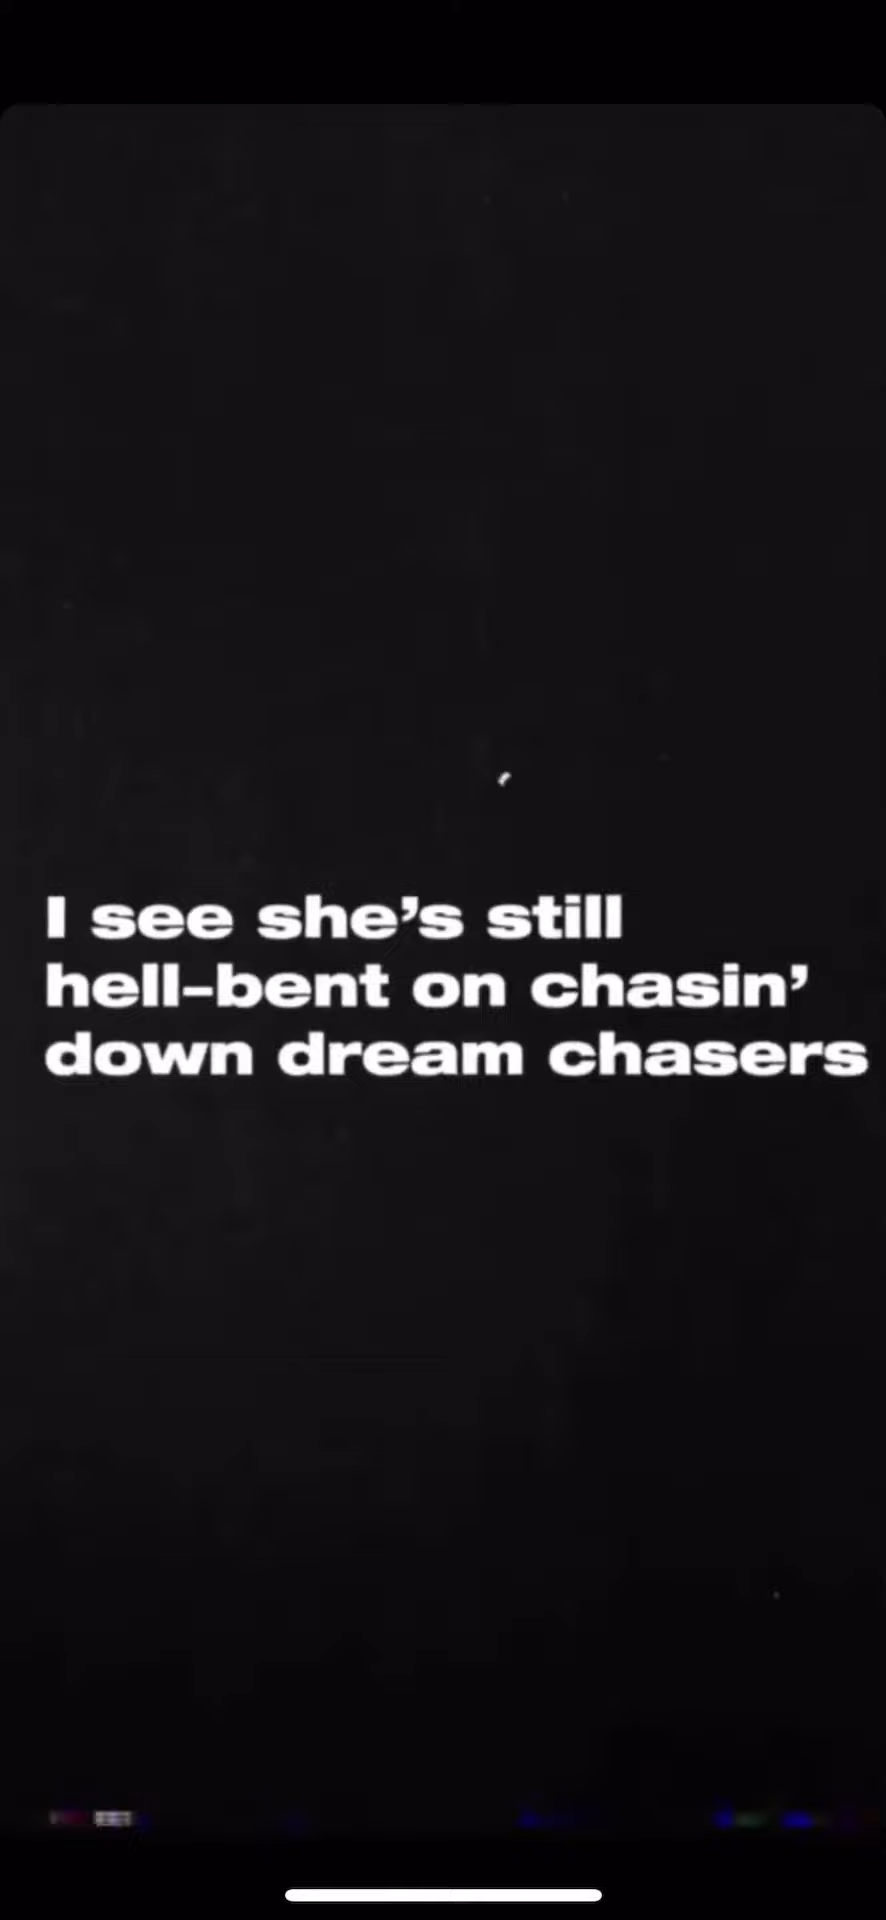 I see she’s still
hell-bent on chasin’
down dream chasers